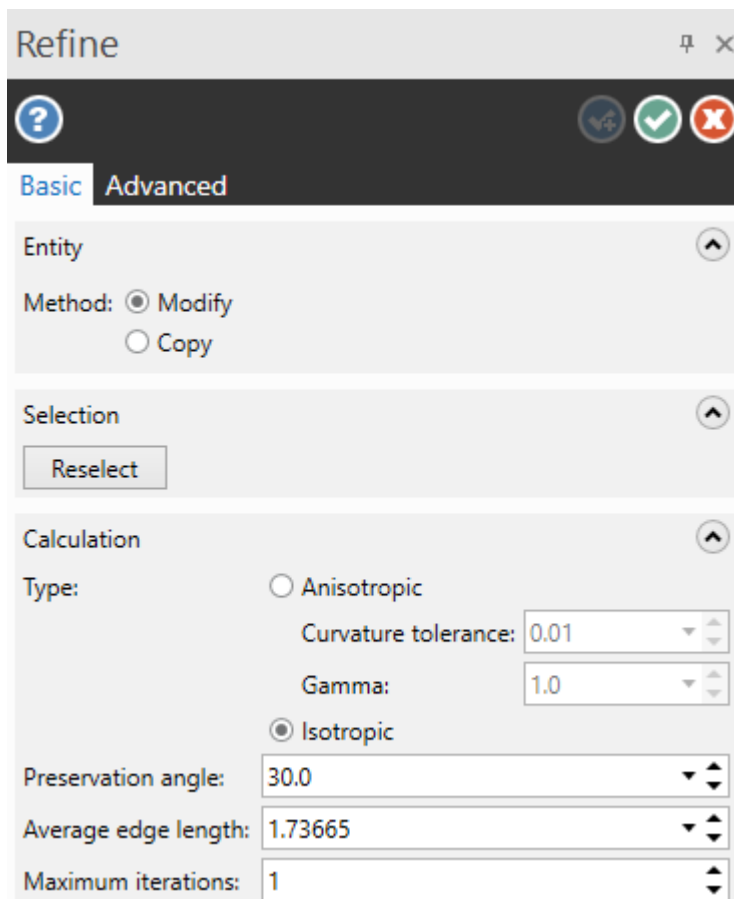 Refine
Basic Advanced
Entity
Method: Modify
Copy
Selection
Reselect
Calculation
Type: Anisotropic
Curvature tolerance: 0.01
Gamma: 1.0
Isotropic
Preservation angle: 30.0
Average edge length: 1.73665
Maximum iterations: 1